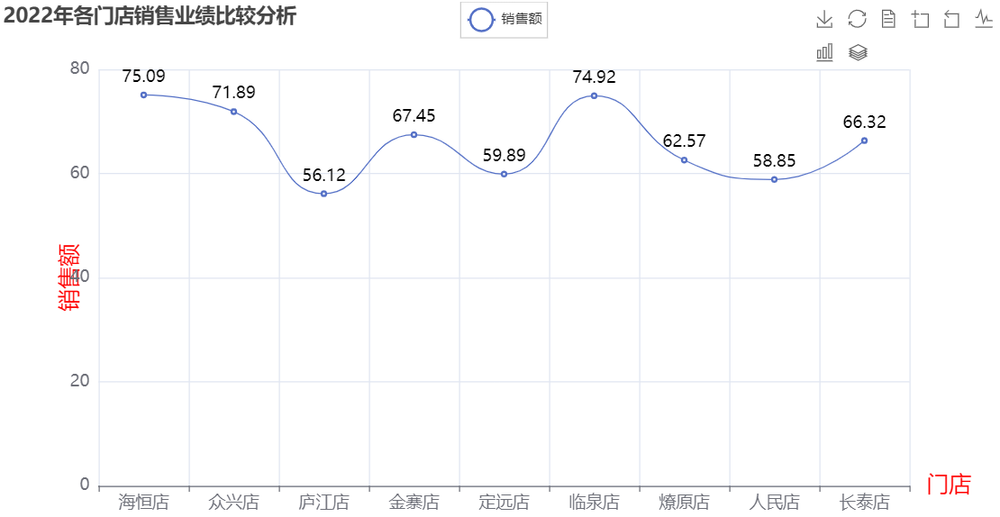 2022年各门店销售业绩比较分析
销售额
80
60
40
20
0
销售额
75.09
71.89
56.12
67.45
59.89
74.92
62.57
58.85
66.32
海恒店
众兴店
庐江店
金寨店
定远店
临泉店
燎原店
人民店
长泰店
门店